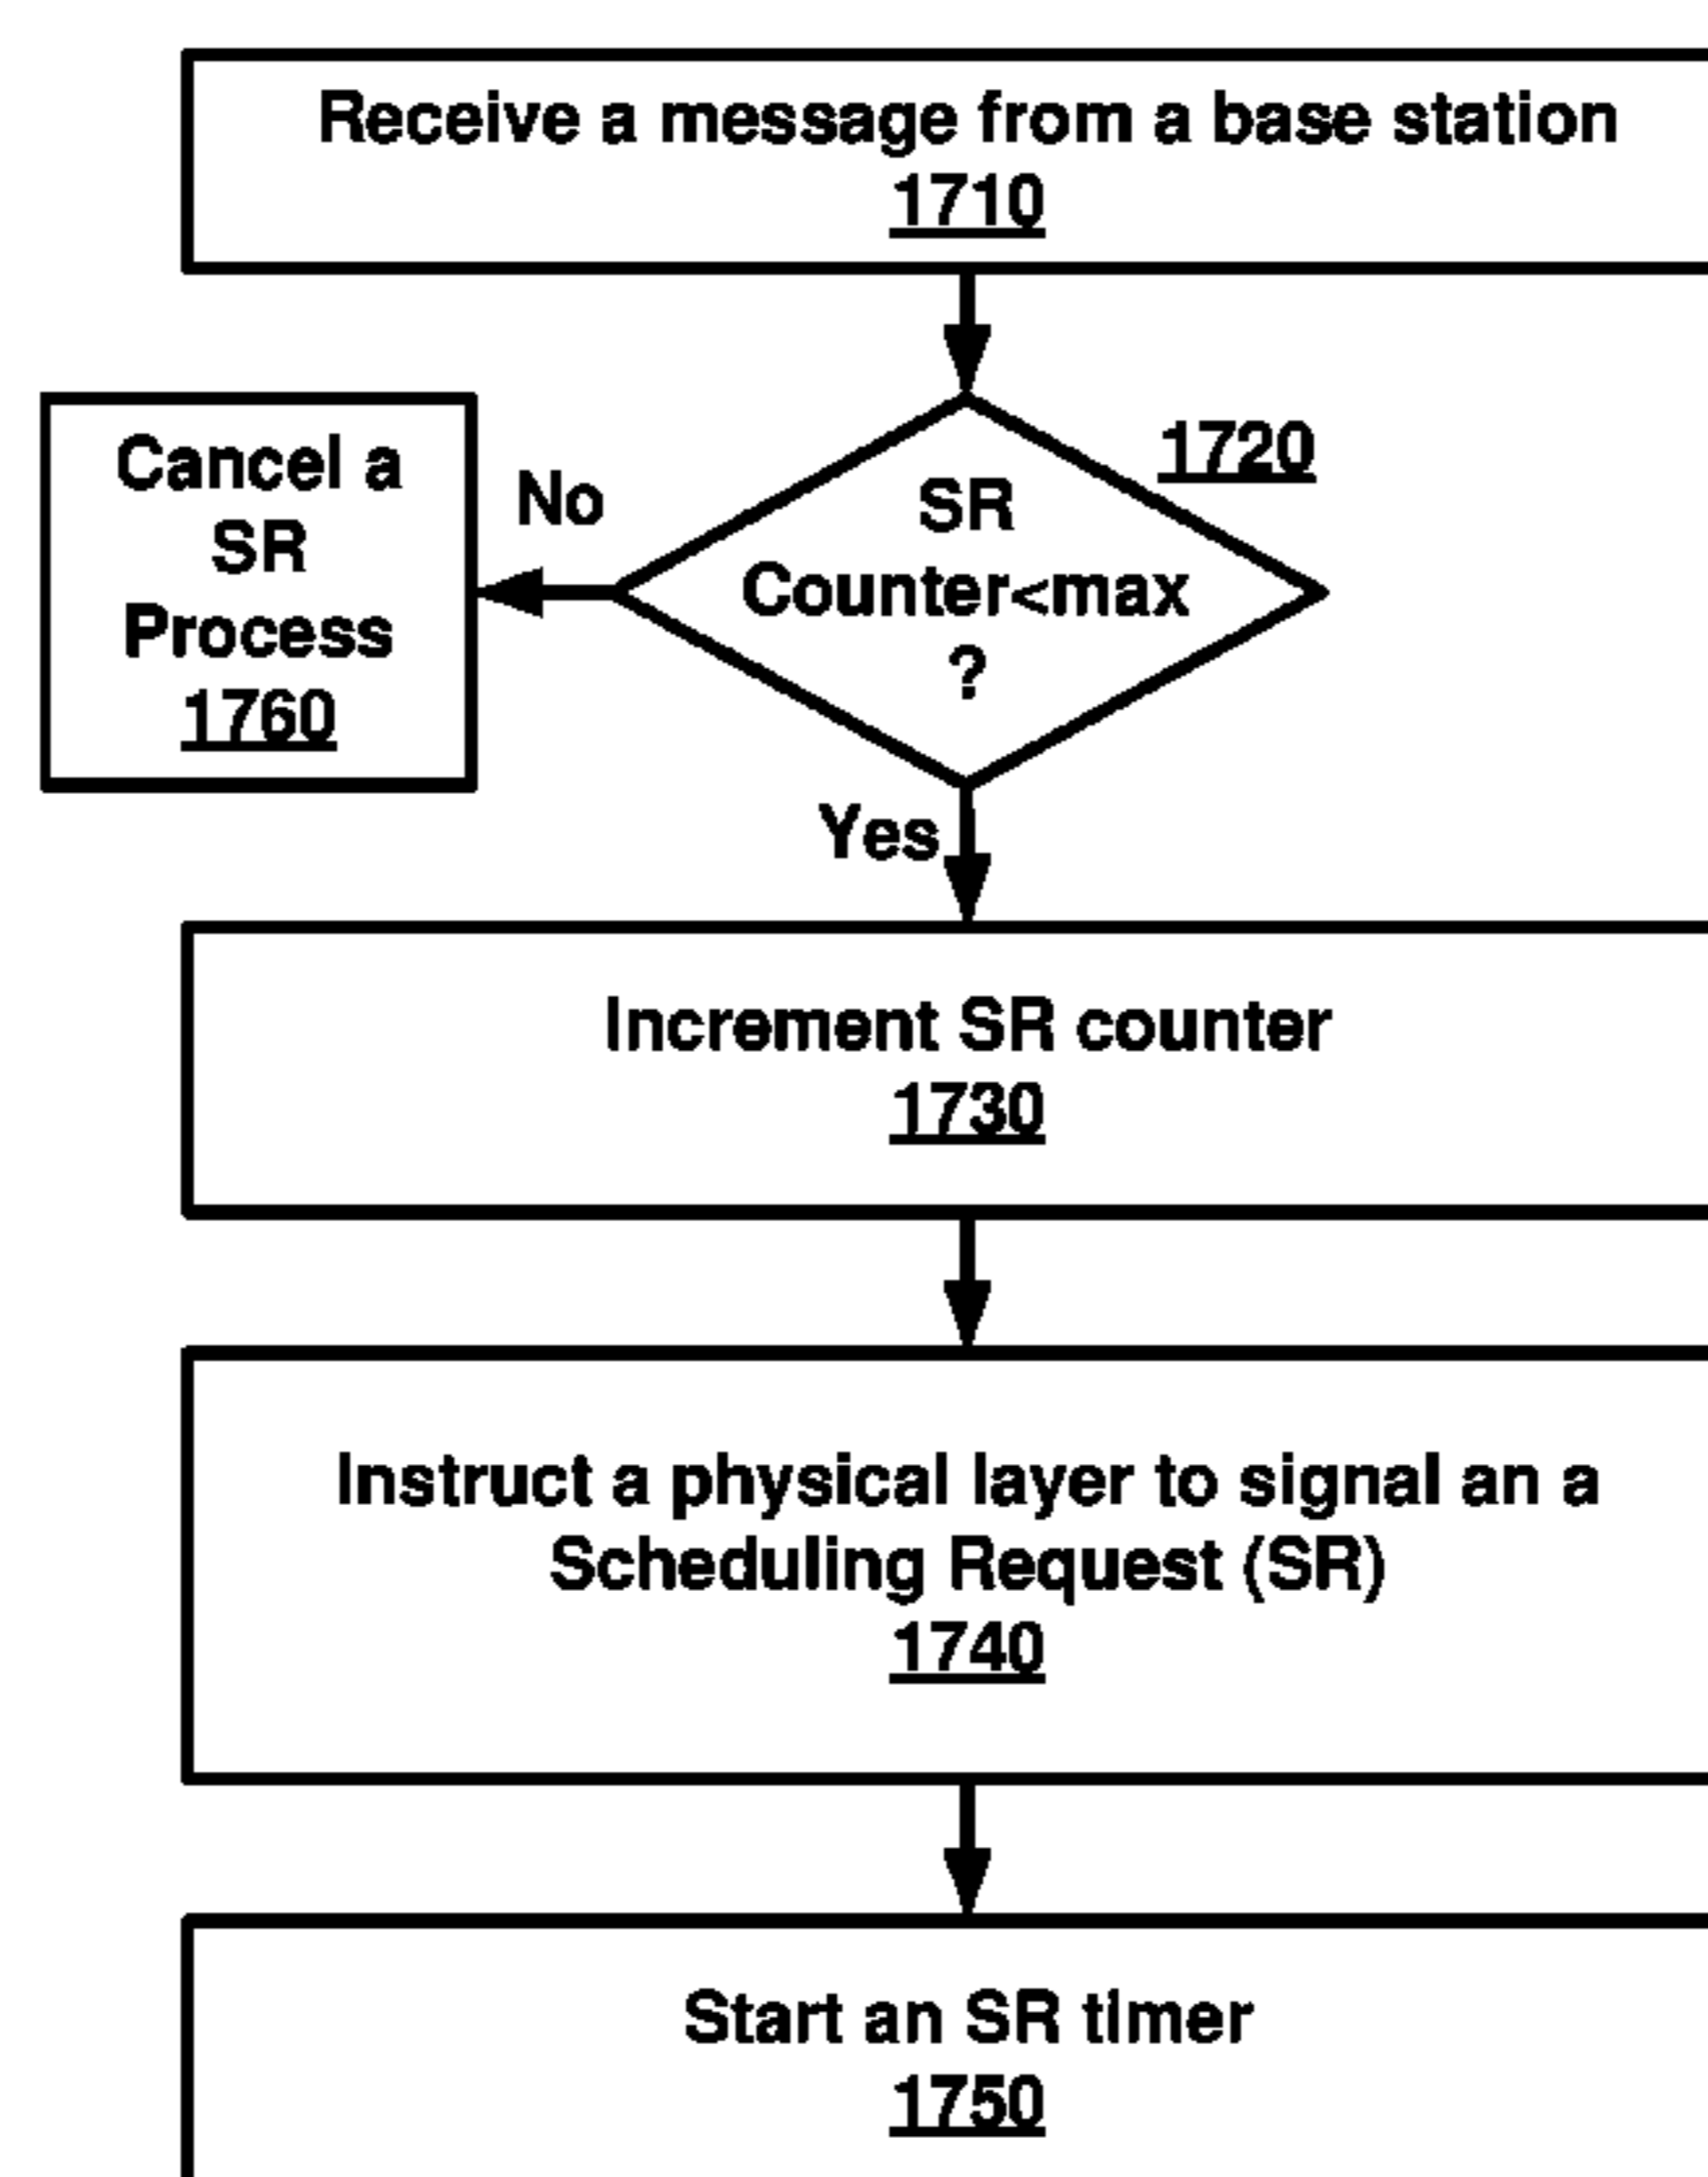 Receive a message from a base station
1710
1720
SR
Counter<max
?
No
Cancel a
SR
Process
1760
Yes
Increment SR counter
1730
Instruct a physical layer to signal an a
Scheduling Request (SR)
1740
Start an SR timer
1750